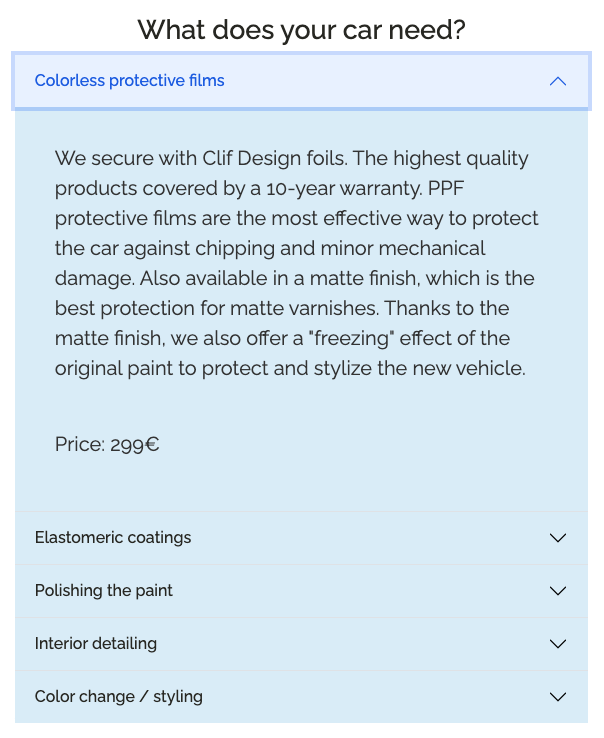 What does your car need?
Colorless protective films
We secure with Clif Design foils. The highest quality
products covered by a 10-year warranty. PPF
protective films are the most effective way to protect
the car against chipping and minor mechanical
damage. Also available in a matte finish, which is the
best protection for matte varnishes. Thanks to the
matte finish, we also offer a "freezing" effect of the
original paint to protect and stylize the new vehicle.
Price: 299€
Elastomeric coatings
Polishing the paint
Interior detailing
Color change / styling